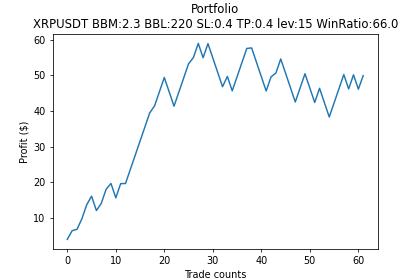 Portfolio
XRPUSDT BBM:2.3 BBL:220 SL:0.4 TP:0.4 lev:15 WinRatio:66.0
60
50
40
30
20
10
Profit ($)
0 10 20 30 40 50 60
Trade counts